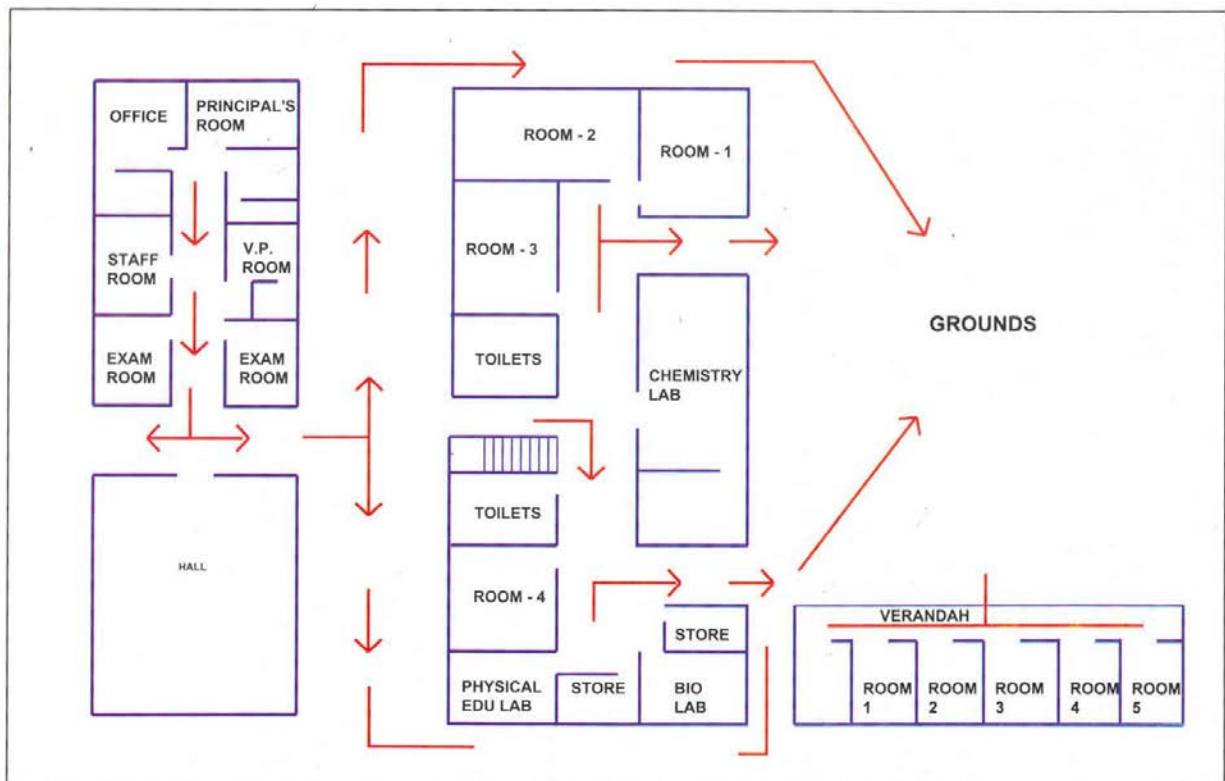 OFFICE
PRINCIPAL'S
ROOM
STAFF
ROOM
V.P.
ROOM
EXAM
ROOM
EXAM
ROOM
HALL
ROOM - 2
ROOM - 1
ROOM - 3
TOILETS
CHEMISTRY
LAB
TOILETS
ROOM - 4
STORE
PHYSICAL
EDU LAB
STORE
BIO
LAB
GROUNDS
VERANDAH
ROOM
1
ROOM
2
ROOM
3
ROOM
4
ROOM
5